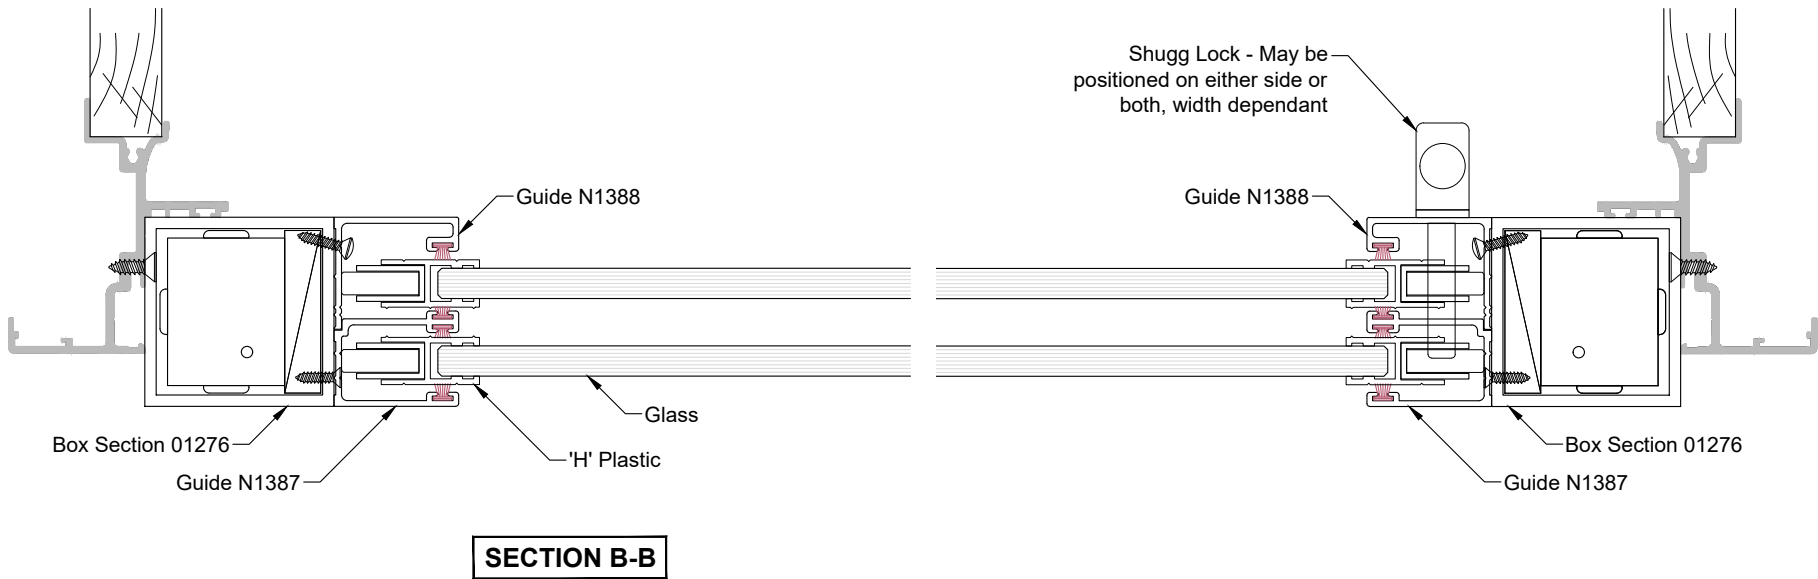 Shugg Lock - May be
positioned on either side or
both, width dependant
Guide N1388
Guide N1388
Glass
Box Section 01276
'H' Plastic
Guide N1387
Box Section 01276
Guide N1387
SECTION B-B